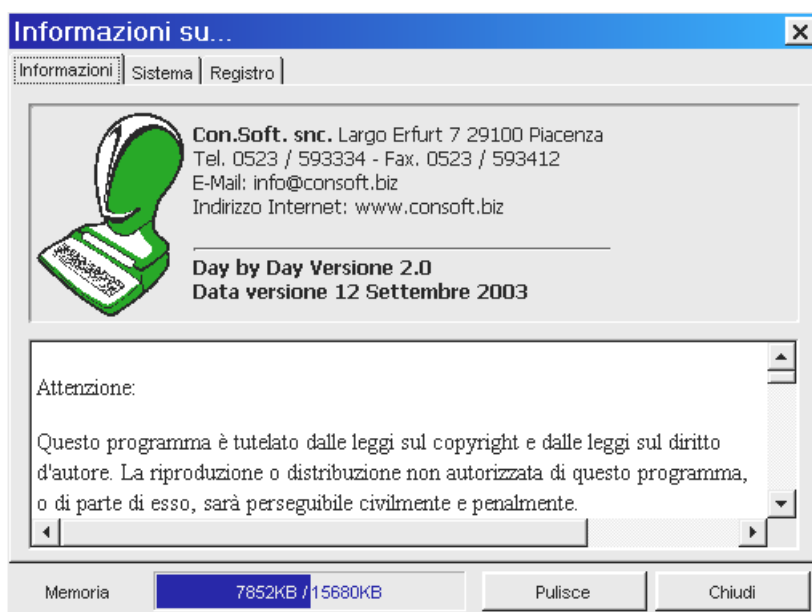 Informazioni su...
Informazioni Sistema Registro
Con.Soft. snc. Largo Erfurt 7 29100 Piacenza
Tel. 0523 / 593334 - Fax. 0523 / 593412
E-Mail: info@consoft.biz
Indirizzo Internet: www.consoft.biz
Day by Day Versione 2.0
Data versione 12 Settembre 2003
Attenzione:
Questo programma è tutelato dalle leggi sul copyright e dalle leggi sul diritto
d'autore. La riproduzione o distribuzione non autorizzata di questo programma,
o di parte di esso, sarà perseguibile civilmente e penalmente.
Memoria 7852KB / 15680KB Pulisce Chiudi